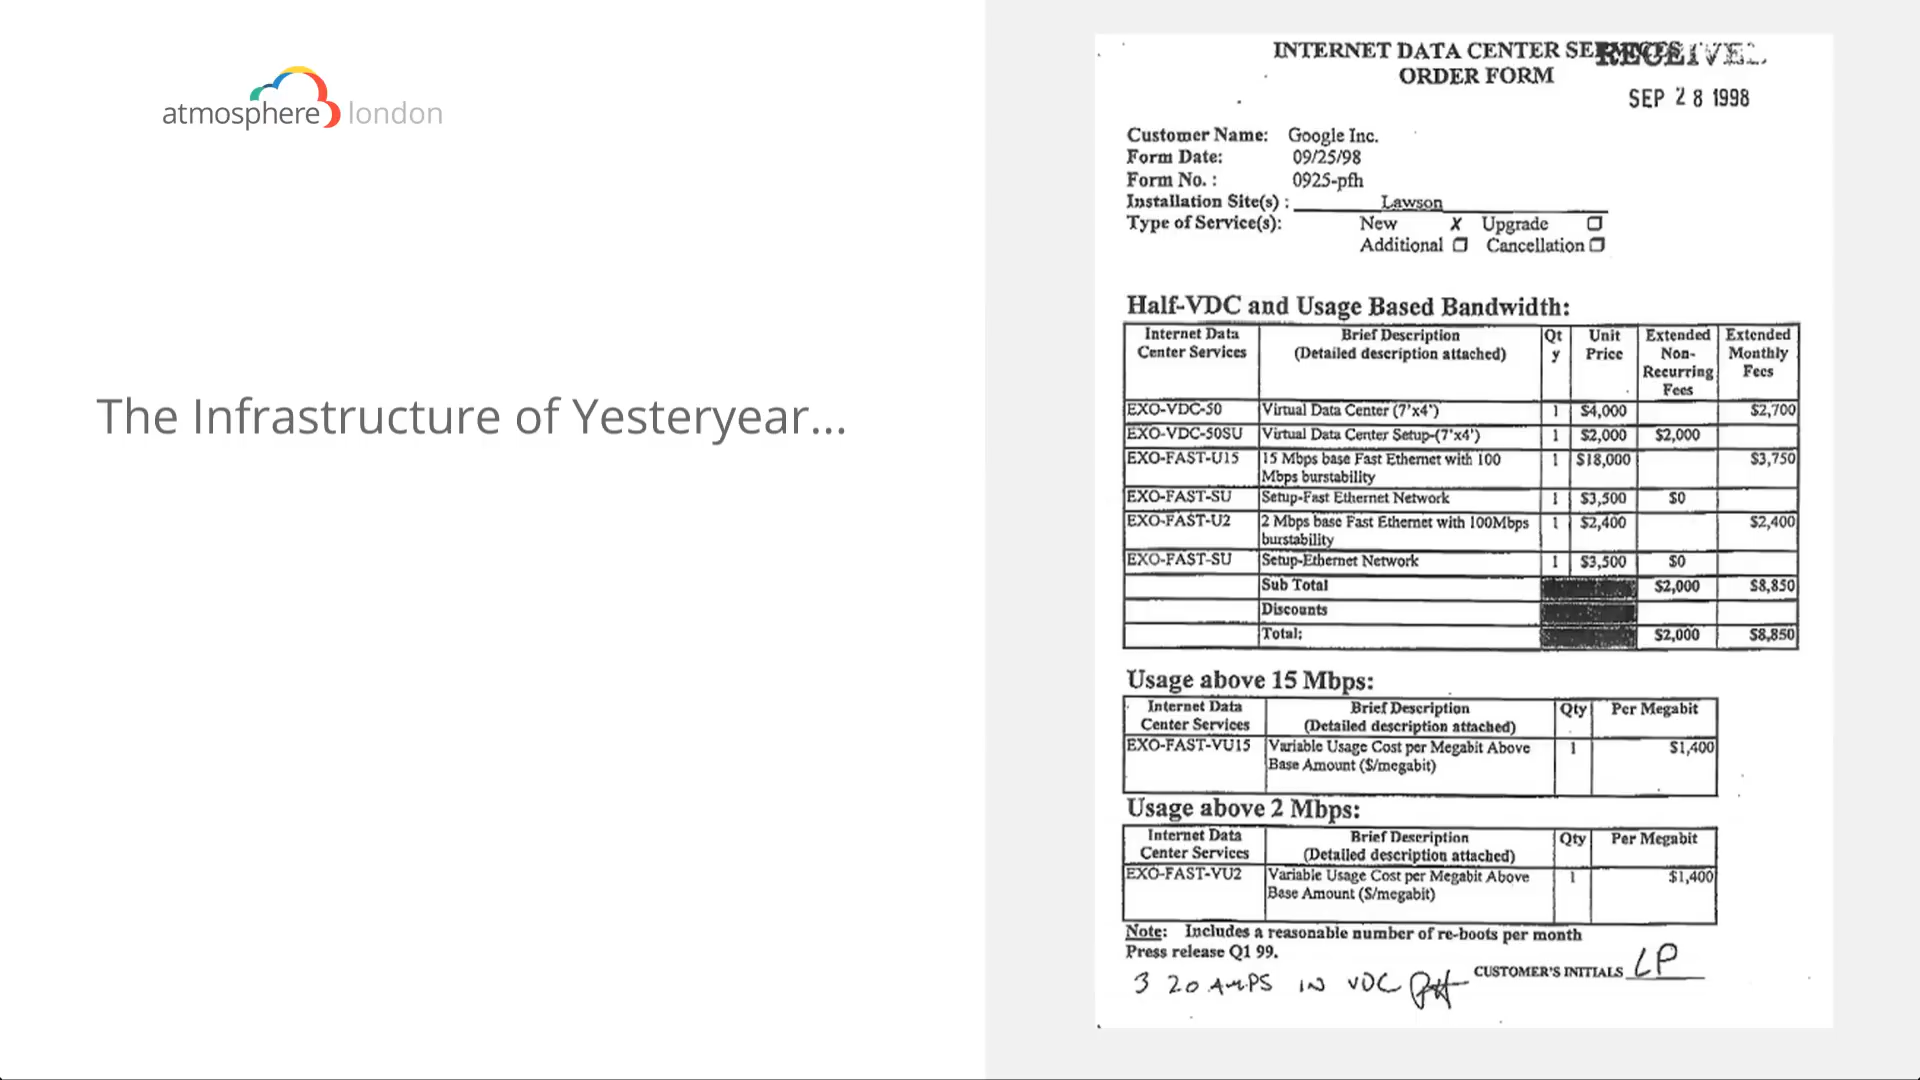 atmosphere london
The Infrastructure of Yesteryear...
INTERNET DATA CENTER SERVICES
RECEIVED
ORDER FORM
SEP 28 1998
Customer Name: Google Inc.
Form Date: 09/25/98
Form No. : 0925-pfh
Installation Site(s) : Lawson
Type of Service(s): New X Upgrade
Additional Cancellation
Half-VDC and Usage Based Bandwidth:
Internet Data Center Services Brief Description (Detailed description attached) Qty Unit Price Extended Non-Recurring Fees Extended Monthly Fees
EXO-VDC-50 Virtual Data Center (7'x4') 1 $4,000 $2,700
EXO-VDC-50SU Virtual Data Center Setup-(7'x4') 1 $2,000 $2,000
EXO-FAST-U15 15 Mbps base Fast Ethernet with 100 1 $18,000 $3,750
Mbps burstability
EXO-FAST-SU Setup-Fast Ethernet Network 1 $3,500 $0
EXO-FAST-U2 2 Mbps base Fast Ethernet with 100Mbps 1 $2,400 $2,400
burstability
EXO-FAST-SU Setup-Ethernet Network 1 $3,500 $0
Sub Total $2,000 $8,850
Discounts
Total: $2,000 $8,850
Usage above 15 Mbps:
Internet Data Center Services Brief Description (Detailed description attached) Qty Per Megabit
EXO-FAST-VU15 Variable Usage Cost per Megabit Above 1 $1,400
Base Amount ($/megabit)
Usage above 2 Mbps:
Internet Data Center Services Brief Description (Detailed description attached) Qty Per Megabit
EXO-FAST-VU2 Variable Usage Cost per Megabit Above 1 $1,400
Base Amount ($/megabit)
Note: Includes a reasonable number of re-boots per month
Press release Q1 99.
CUSTOMER'S INITIALS LP
3 20 AMPS IN VDC